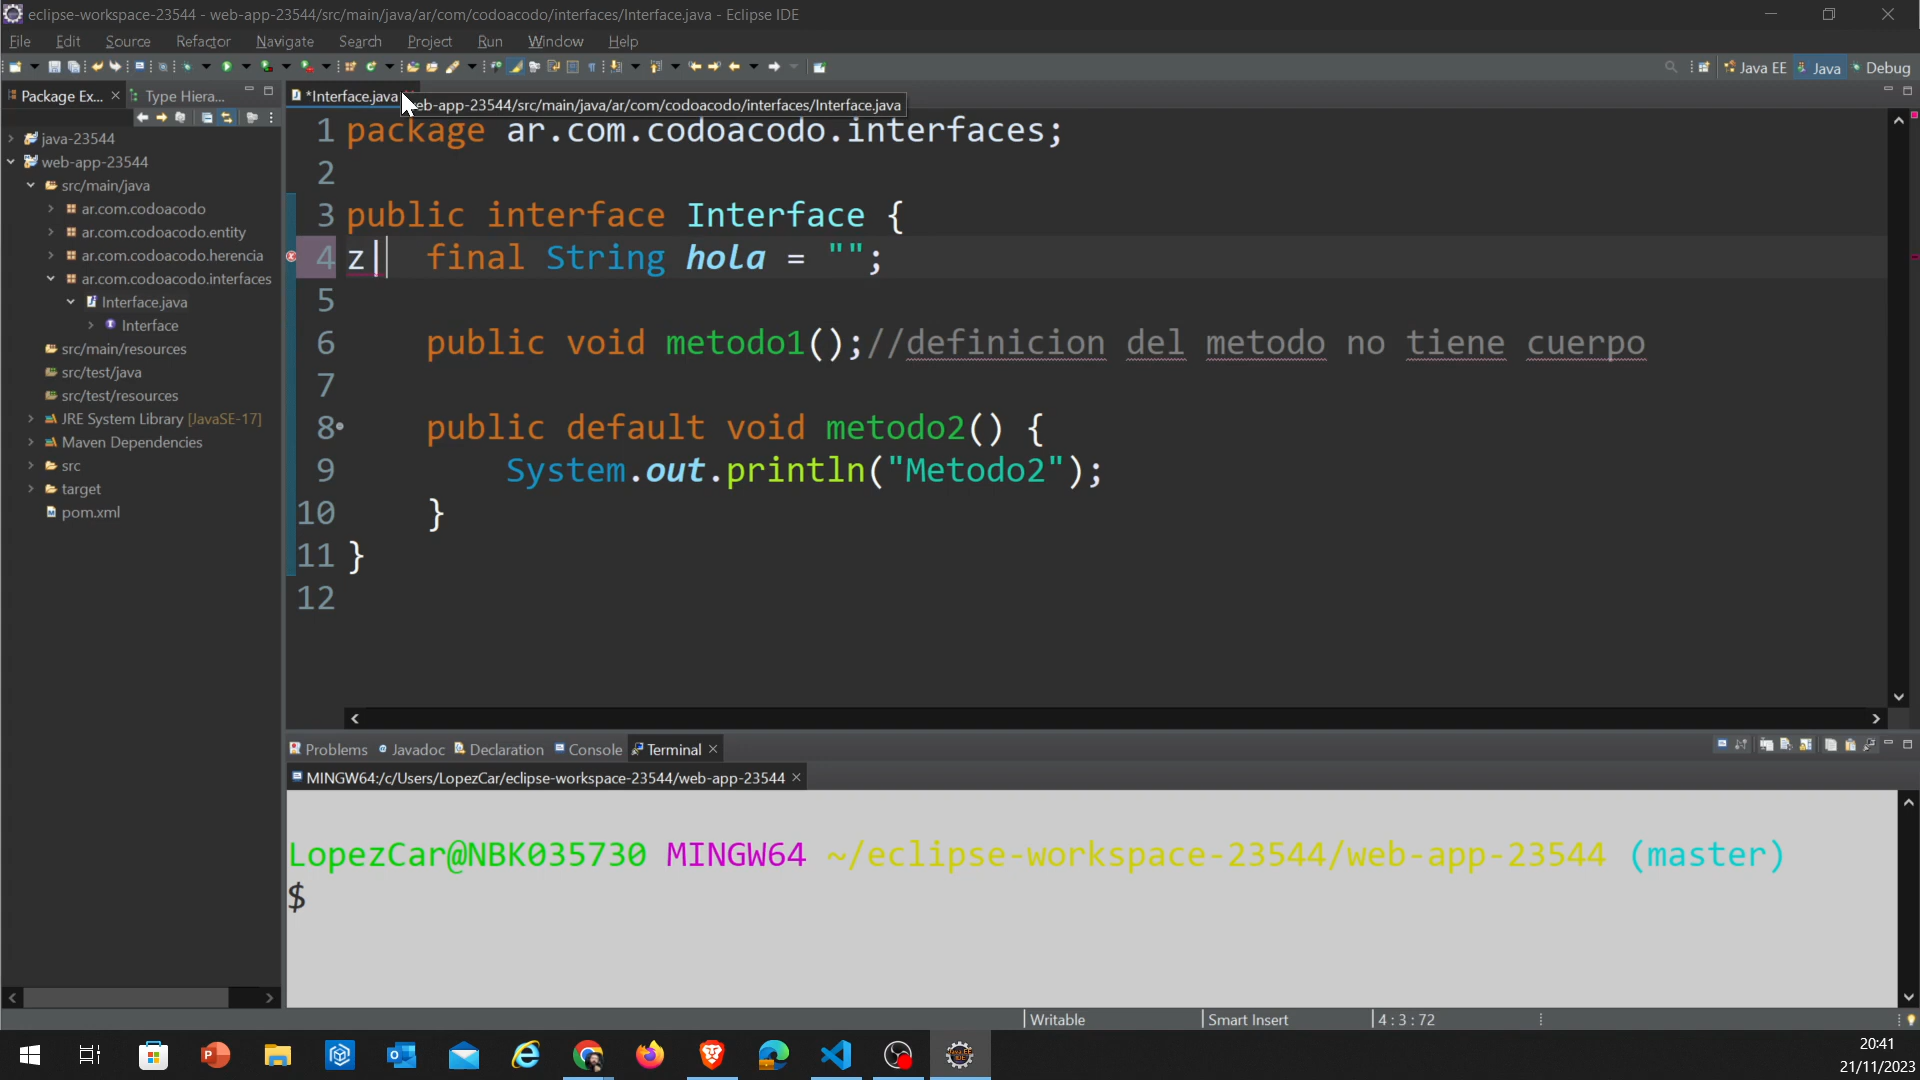 eclipse-workspace-23544 - web-app-23544/src/main/java/ar/com/codoacodo/interfaces/Interface.java - Eclipse IDE
File Edit Source Refactor Navigate Search Project Run Window Help
Java EE Java Debug
Package Ex... Type Hiera...
*Interface.java
eb-app-23544/src/main/java/ar/com/codoacodo/interfaces/Interface.java
java-23544
web-app-23544
src/main/java
ar.com.codoacodo
ar.com.codoacodo.entity
ar.com.codoacodo.herencia
ar.com.codoacodo.interfaces
Interface.java
Interface
src/main/resources
src/test/java
src/test/resources
JRE System Library [JavaSE-17]
Maven Dependencies
src
target
pom.xml
1 package ar.com.codoacodo.interfaces;
2
3 public interface Interface {
4 z| final String hola = "";
5
6 public void metodo1();//definicion del metodo no tiene cuerpo
7
8 public default void metodo2() {
9 System.out.println("Metodo2");
10 }
11 }
12
Problems Javadoc Declaration Console Terminal
MINGW64:/c/Users/LopezCar/eclipse-workspace-23544/web-app-23544
LopezCar@NBK035730 MINGW64 ~/eclipse-workspace-23544/web-app-23544 (master)
$
Writable Smart Insert 4 : 3 : 72
20:41
21/11/2023